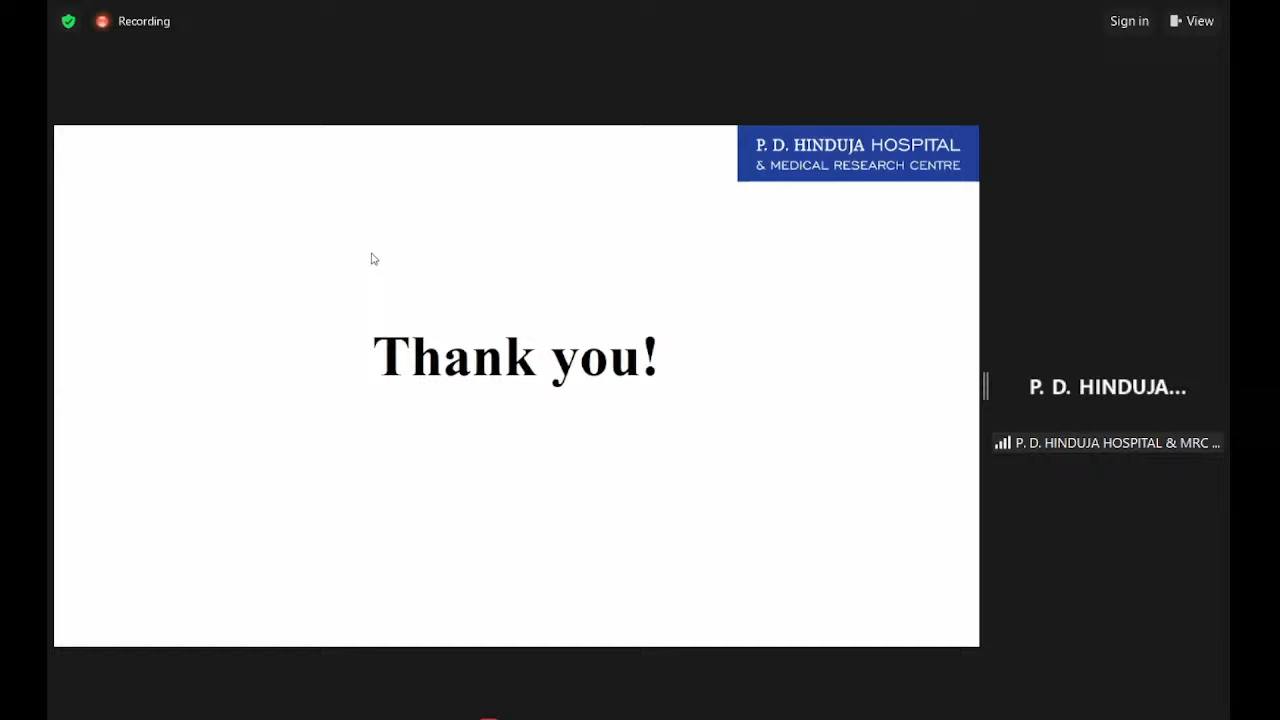 Recording
Sign in
View
P. D. HINDUJA HOSPITAL
& MEDICAL RESEARCH CENTRE
Thank you!
P. D. HINDUJA...
P. D. HINDUJA HOSPITAL & MRC ...